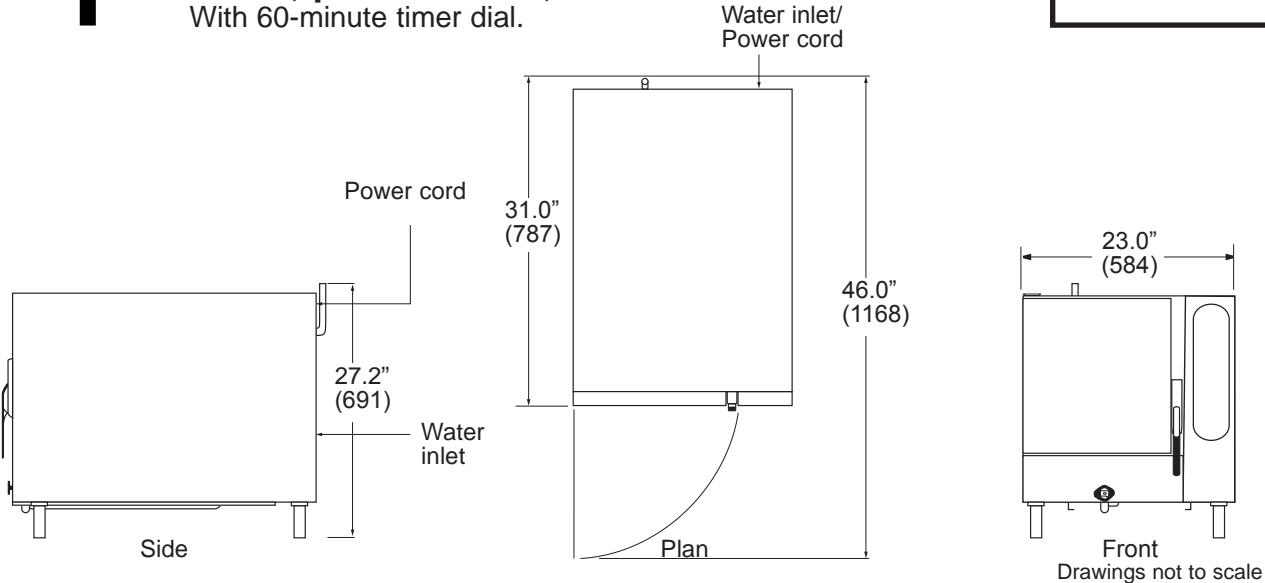 With 60-minute timer dial.
Water inlet/
Power cord
Power cord
31.0”
(787)
46.0”
(1168)
27.2”
(691)
Water
inlet
23.0”
(584)
Side
Plan
Front
Drawings not to scale